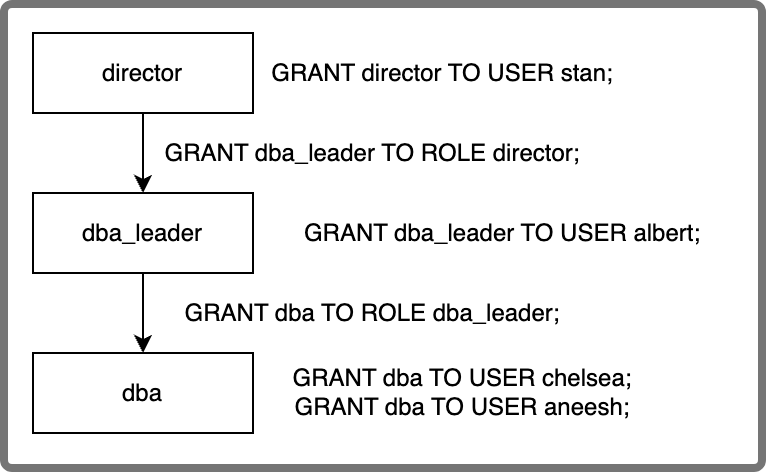 director
GRANT director TO USER stan;
GRANT dba_leader TO ROLE director;
dba_leader
GRANT dba_leader TO USER albert;
GRANT dba TO ROLE dba_leader;
dba
GRANT dba TO USER chelsea;
GRANT dba TO USER aneesh;